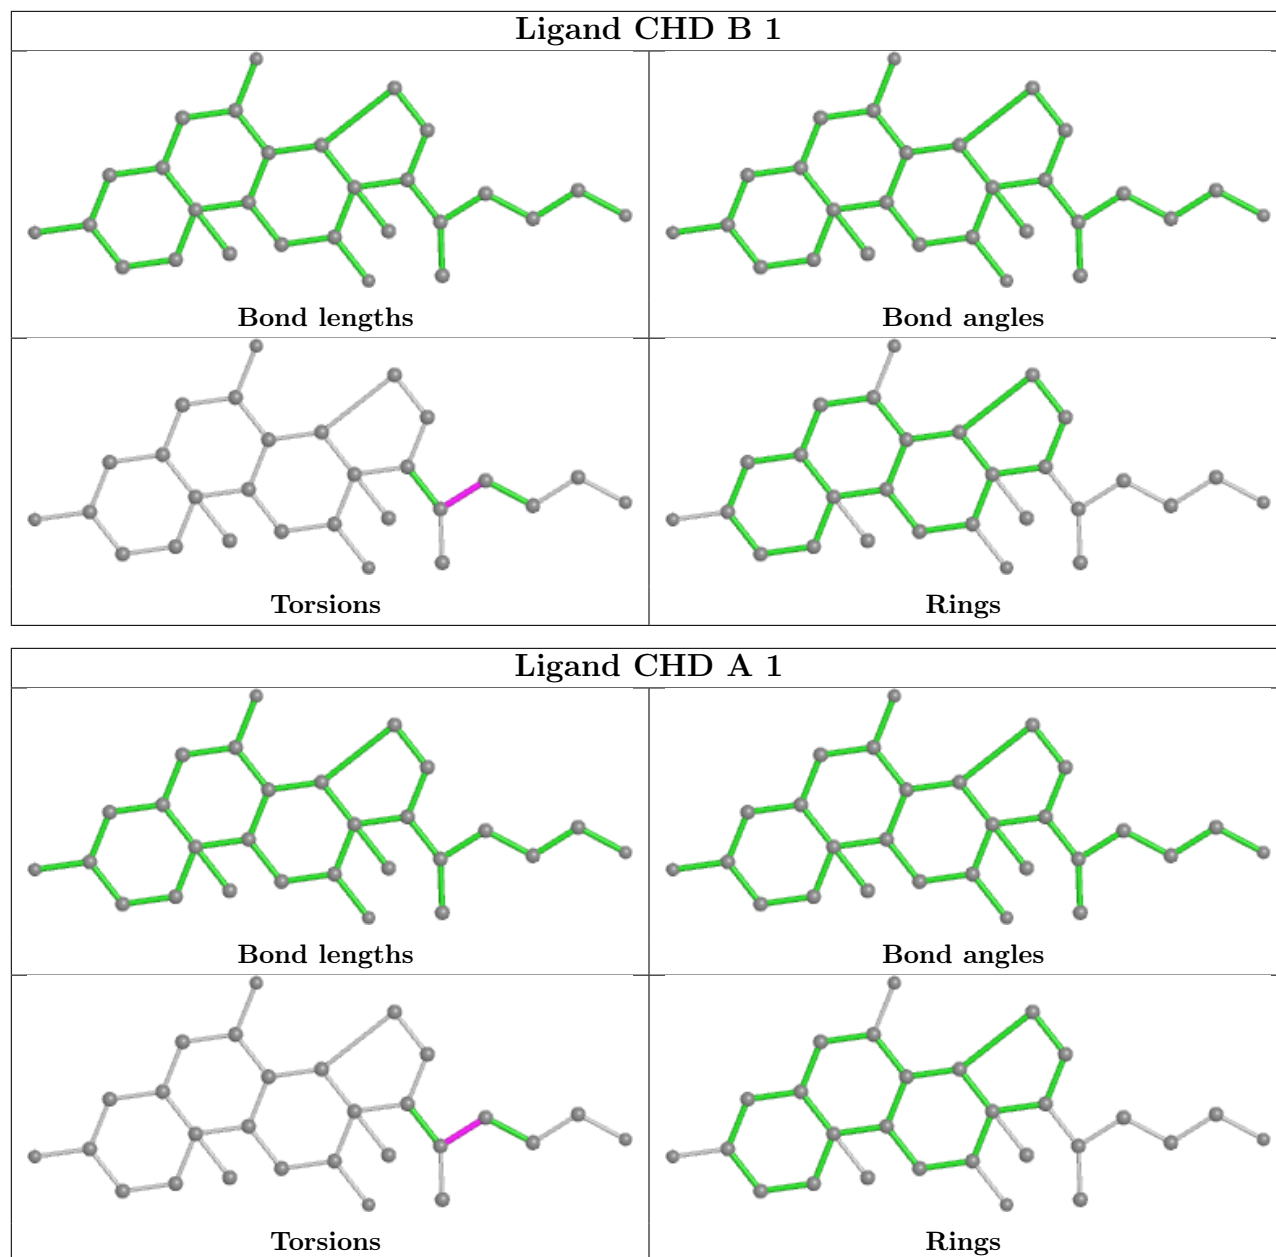 Ligand CHD B 1
Bond lengths
Bond angles
Torsions
Rings
Ligand CHD A 1
Bond lengths
Bond angles
Torsions
Rings